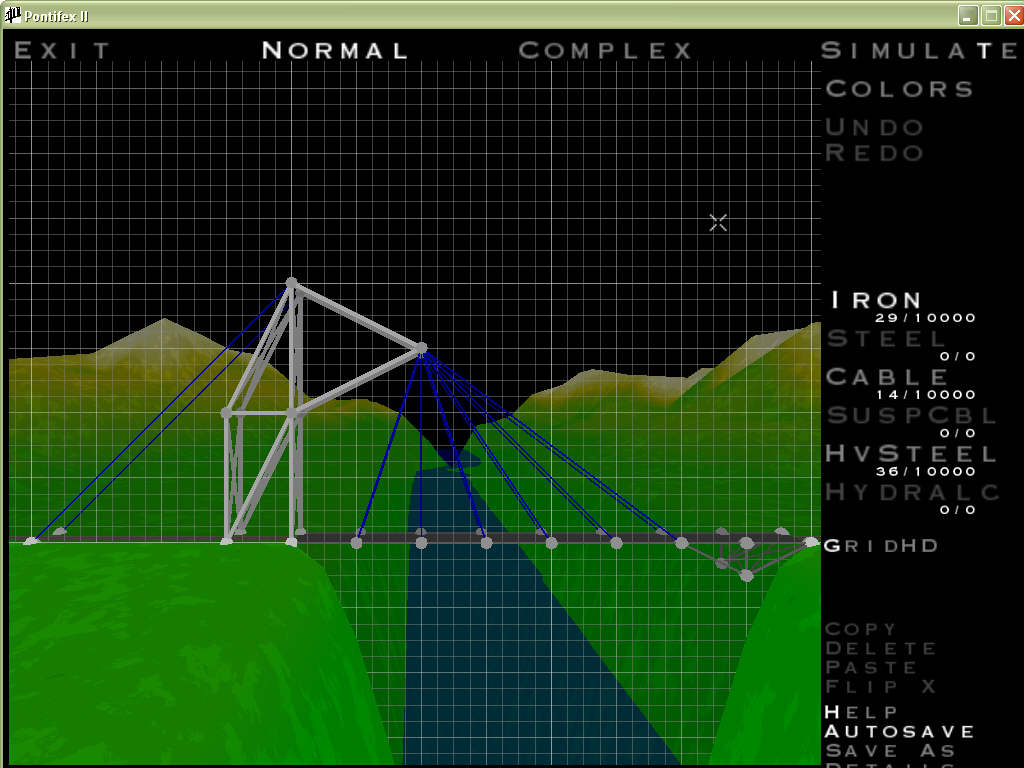 Pontifex II
EXIT NORMAL COMPLEX SIMULATE
COLORS
UNDO
REDO
IRON
29/10000
STEEL
0/0
CABLE
14/10000
SUSPCBL
0/0
HVSTEEL
36/10000
HYDRALC
0/0
GRIDHD
COPY
DELETE
PASTE
FLIP X
HELP
AUTOSAVE
SAVE AS
DETAILS